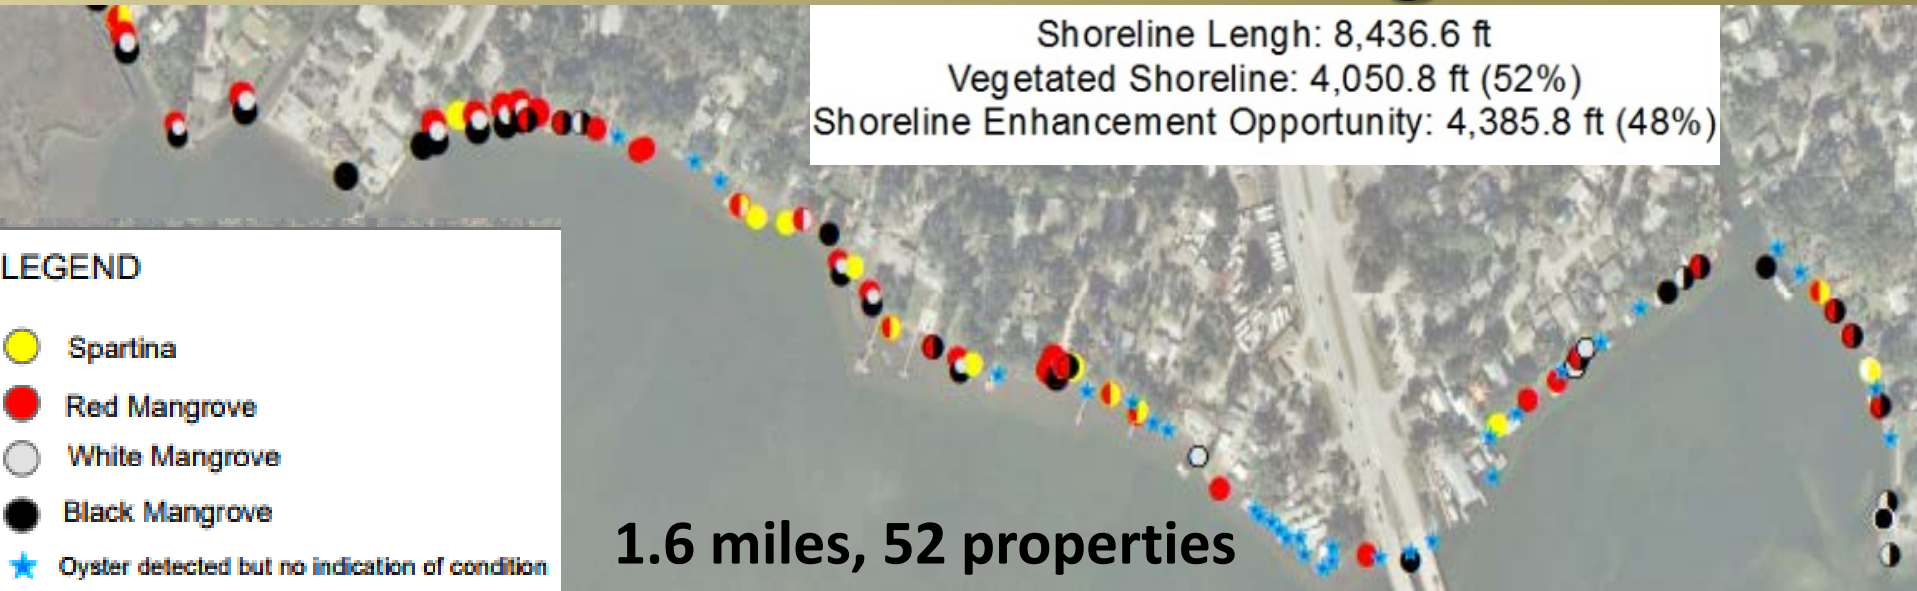 Shoreline Lengh: 8,436.6 ft
Vegetated Shoreline: 4,050.8 ft (52%)
Shoreline Enhancement Opportunity: 4,385.8 ft (48%)
LEGEND
Spartina
Red Mangrove
White Mangrove
Black Mangrove
Oyster detected but no indication of condition
1.6 miles, 52 properties